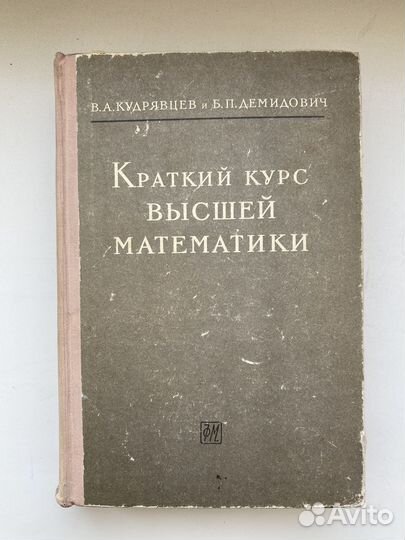 В.А.КУДРЯВЦЕВ и Б.П.ДЕМИДОВИЧ
КРАТКИЙ КУРС
ВЫСШЕЙ
МАТЕМАТИКИ
ФМ
Avito